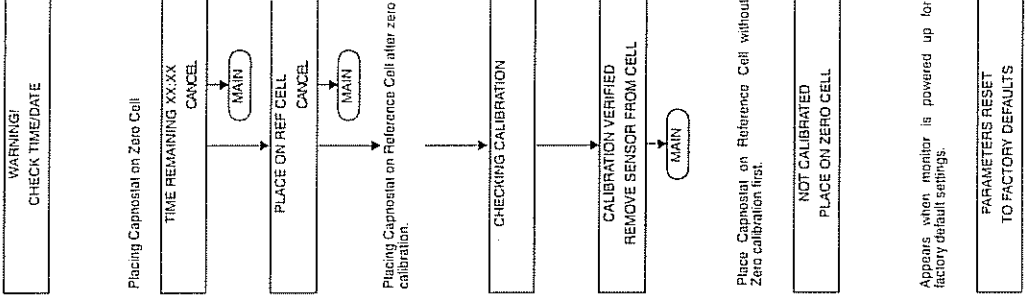 WARNING!
CHECK TIME/DATE
Placing Capnostat on Zero Cell
TIME REMAINING XX:XX
CANCEL
MAIN
PLACE ON REF CELL
CANCEL
MAIN
Placing Capnostat on Reference Cell after zero
calibration.
CHECKING CALIBRATION
CALIBRATION VERIFIED
REMOVE SENSOR FROM CELL
MAIN
Place Capnostat on Reference Cell without
Zero calibration first.
NOT CALIBRATED
PLACE ON ZERO CELL
Appears when monitor is powered up for
factory default settings.
PARAMETERS RESET
TO FACTORY DEFAULTS